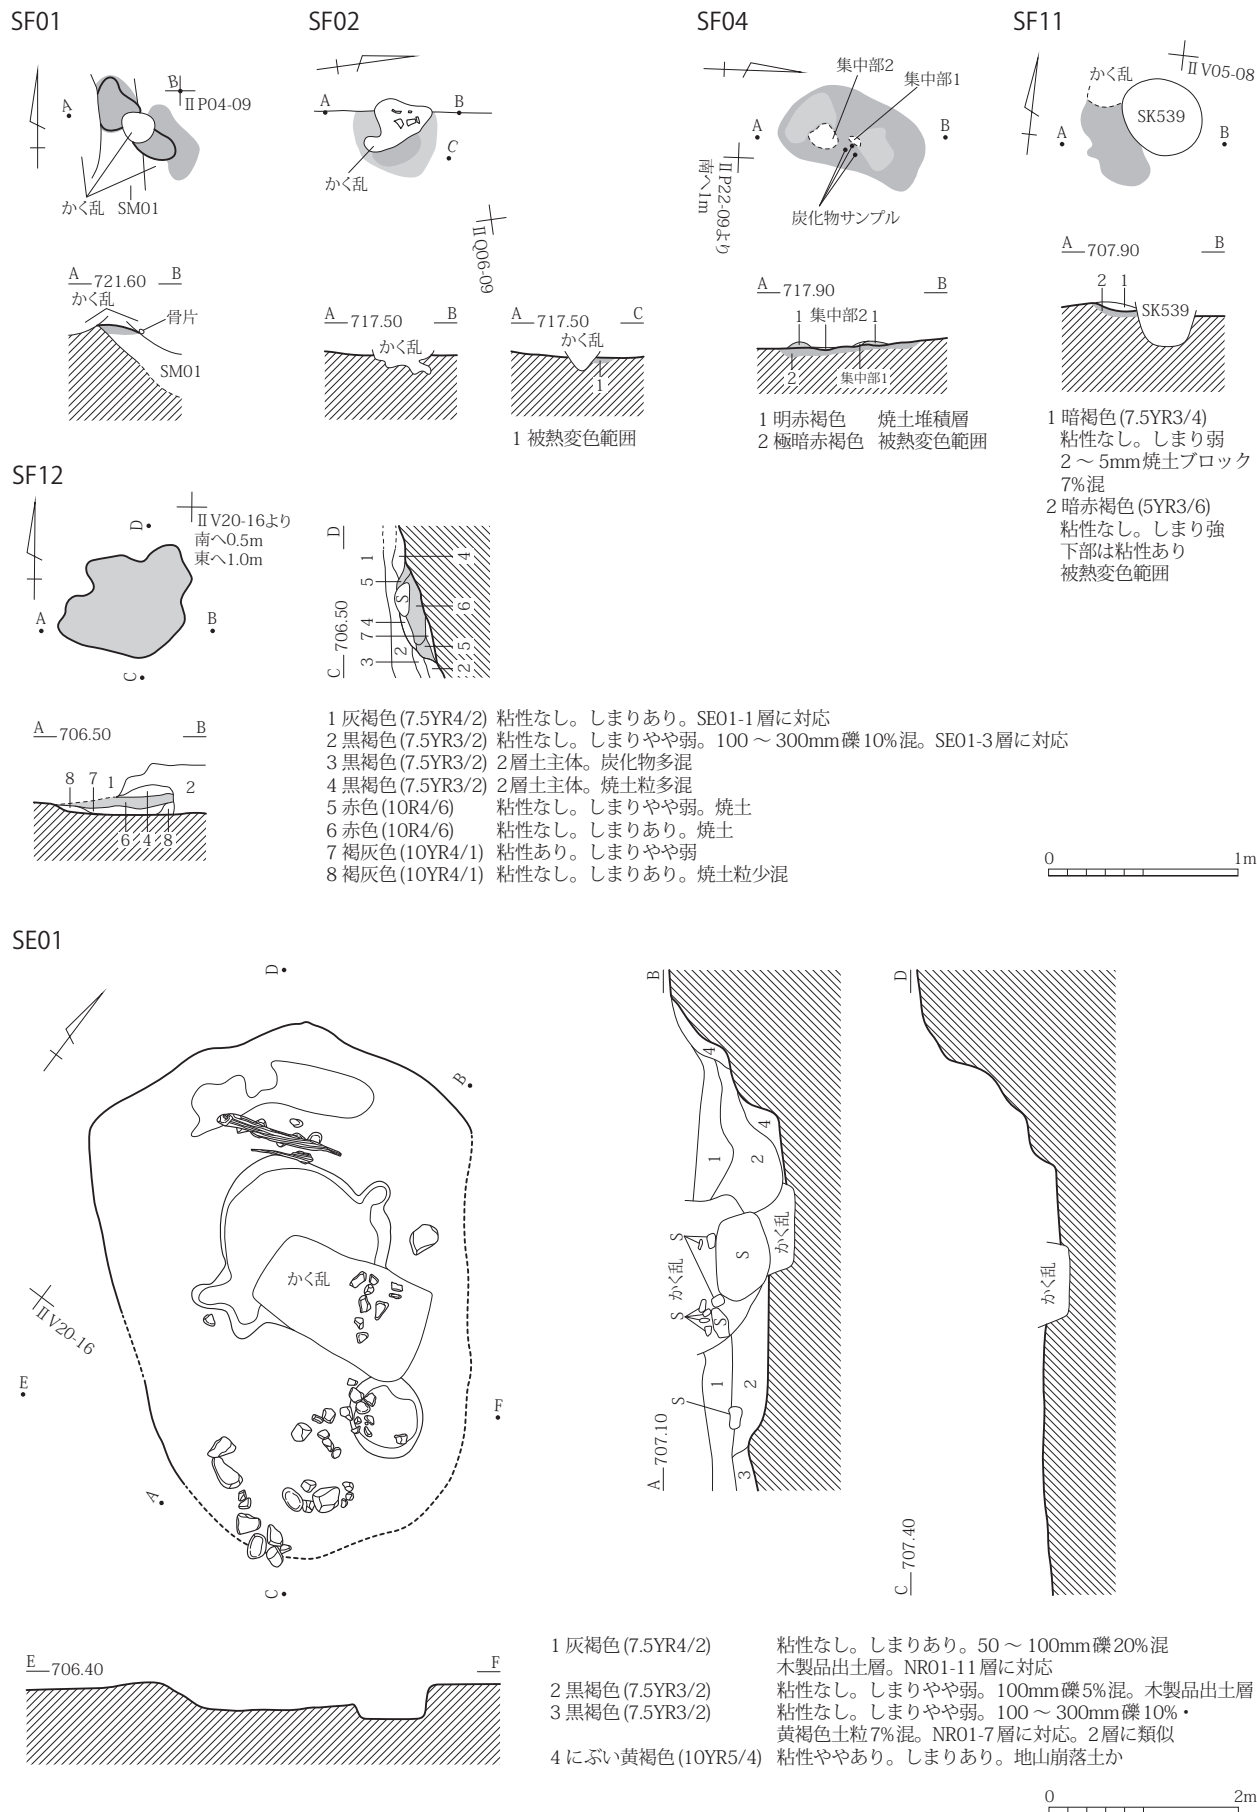 SF01
SF02
SF04
SF11
A
B
ⅡP04-09
かく乱 SM01
A 721.60 B
かく乱
骨片
SM01
A
B
C
かく乱
ⅡQ06-09
A 717.50 B
かく乱
A 717.50 C
かく乱
1
1 被熱変色範囲
集中部2
集中部1
A
B
ⅡP22-09より
南へ1m
炭化物サンプル
A 717.90 B
1 集中部2 1
2 集中部1
1 明赤褐色 焼土堆積層
2 極暗赤褐色 被熱変色範囲
かく乱
ⅡV05-08
SK539
A
B
A 707.90 B
2 1
SK539
1 暗褐色(7.5YR3/4)
粘性なし。しまり弱
2～5mm焼土ブロック
7%混
2 暗赤褐色(5YR3/6)
粘性なし。しまり強
下部は粘性あり
被熱変色範囲
SF12
D
ⅡV20-16より
南へ0.5m
東へ1.0m
A
B
C
A 706.50 B
8 7 1 2
6 4 8
C 706.50 D
3 7 4 5 1
2 S
2 5 6 4
1 灰褐色(7.5YR4/2) 粘性なし。しまりあり。SE01-1層に対応
2 黒褐色(7.5YR3/2) 粘性なし。しまりやや弱。100～300mm礫10%混。SE01-3層に対応
3 黒褐色(7.5YR3/2) 2層土主体。炭化物多混
4 黒褐色(7.5YR3/2) 2層土主体。焼土粒多混
5 赤色(10R4/6) 粘性なし。しまりやや弱。焼土
6 赤色(10R4/6) 粘性なし。しまりあり。焼土
7 褐灰色(10YR4/1) 粘性あり。しまりやや弱
8 褐灰色(10YR4/1) 粘性なし。しまりあり。焼土粒少混
0 1m
SE01
D
B
かく乱
ⅡV20-16
E
F
A
C
A 707.10 B
4
4
1 2
S
かく乱
S
かく乱
S
S
1 2
S
3
C 707.40 D
かく乱
E 706.40 F
1 灰褐色(7.5YR4/2) 粘性なし。しまりあり。50～100mm礫20%混
木製品出土層。NR01-11層に対応
2 黒褐色(7.5YR3/2) 粘性なし。しまりやや弱。100mm礫5%混。木製品出土層
3 黒褐色(7.5YR3/2) 粘性なし。しまりやや弱。100～300mm礫10%・
黄褐色土粒7%混。NR01-7層に対応。2層に類似
4 にぶい黄褐色(10YR5/4) 粘性ややあり。しまりあり。地山崩落土か
0 2m